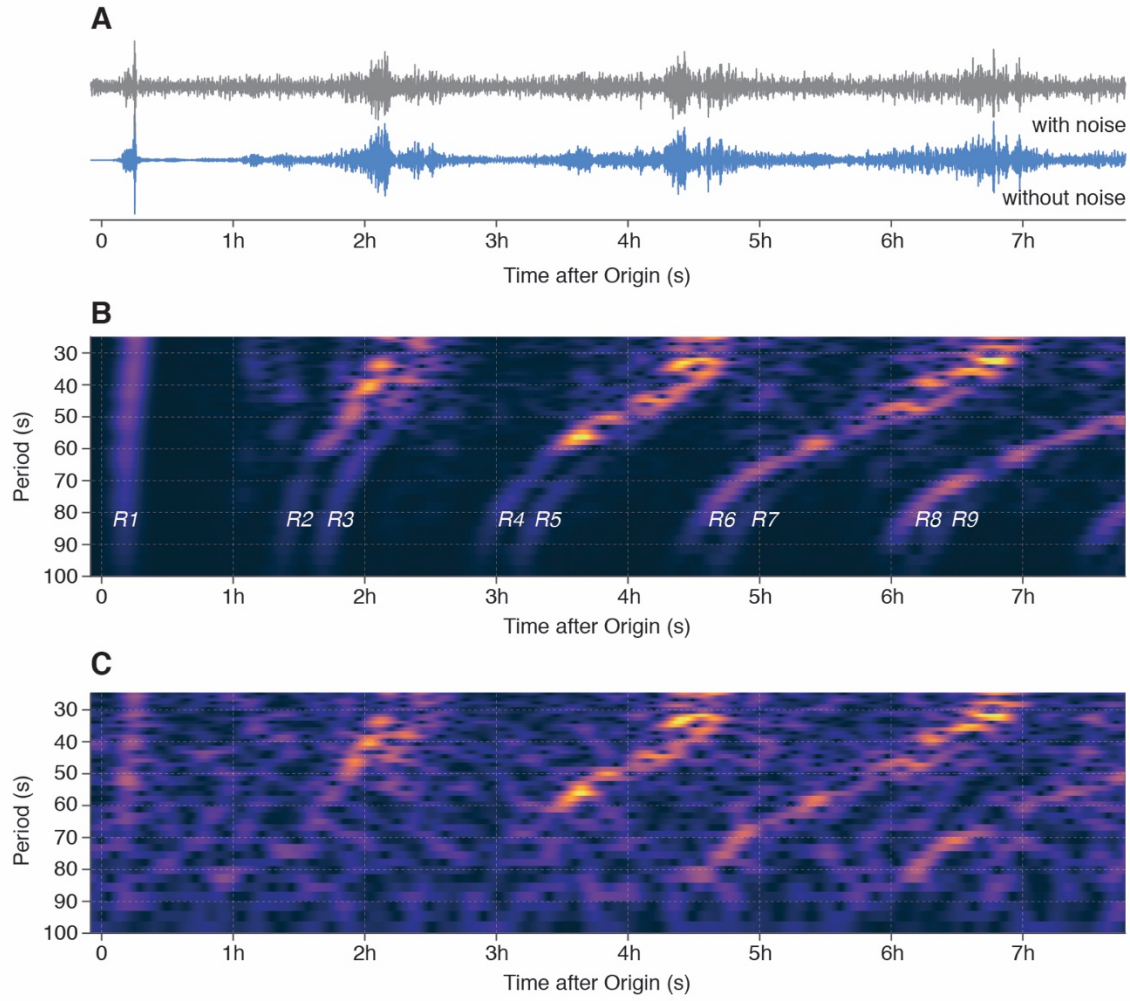 A
with noise
without noise
0 1h 2h 3h 4h 5h 6h 7h
Time after Origin (s)
B
30
40
50
60
70
80
90
100
Period (s)
R1 R2 R3 R4 R5 R6 R7 R8 R9
0 1h 2h 3h 4h 5h 6h 7h
Time after Origin (s)
C
30
40
50
60
70
80
90
100
Period (s)
0 1h 2h 3h 4h 5h 6h 7h
Time after Origin (s)